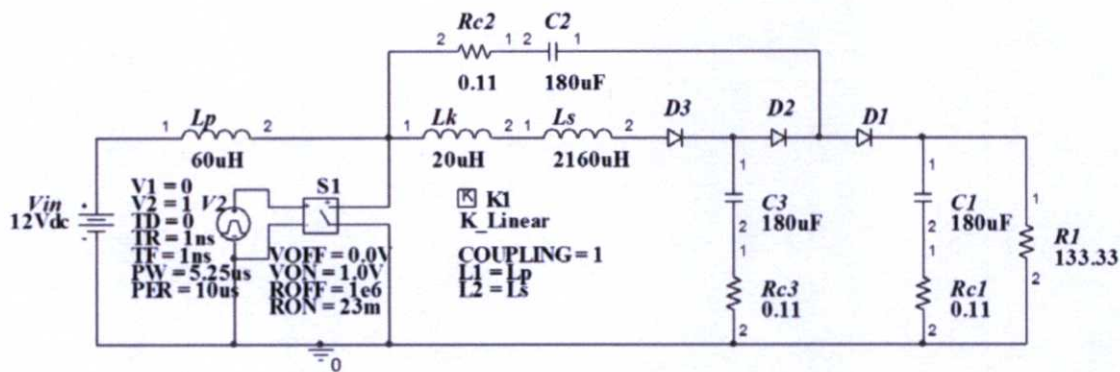 Rc2 C2
2 1 2 1
0.11 180uF
Lp Lk Ls D3 D2 D1
1 2 1 2 1 2
60uH 20uH 2160uH
Vin
12Vdc
V1 = 0
V2 = 1
TD = 0
TR = 1ns
TF = 1ns
PW = 5.25us
PER = 10us
V2
S1
VOFF = 0.0V
VON = 1.0V
ROFF = 1e6
RON = 23m
K K1
K_Linear
COUPLING = 1
L1 = Lp
L2 = Ls
1
C3
180uF
2
1
Rc3
0.11
2
1
C1
180uF
2
1
Rc1
0.11
2
1
R1
133.33
2
0